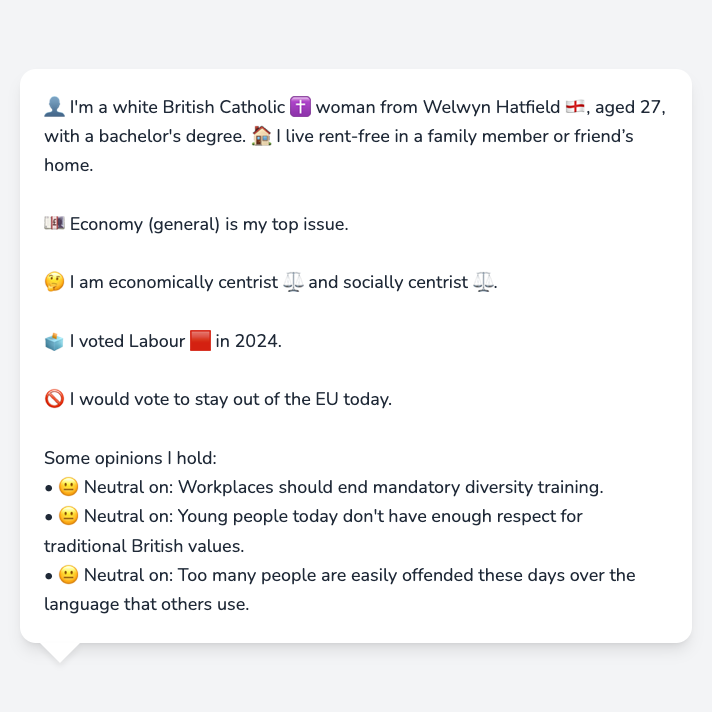 👤 I'm a white British Catholic ✝️ woman from Welwyn Hatfield 🏴󠁧󠁢󠁥󠁮󠁧󠁿, aged 27,
with a bachelor's degree. 🏠 I live rent-free in a family member or friend’s
home.
💷 Economy (general) is my top issue.
🤔 I am economically centrist ⚖️ and socially centrist ⚖️.
🗳️ I voted Labour 🟥 in 2024.
🚫 I would vote to stay out of the EU today.
Some opinions I hold:
• 😐 Neutral on: Workplaces should end mandatory diversity training.
• 😐 Neutral on: Young people today don't have enough respect for
traditional British values.
• 😐 Neutral on: Too many people are easily offended these days over the
language that others use.